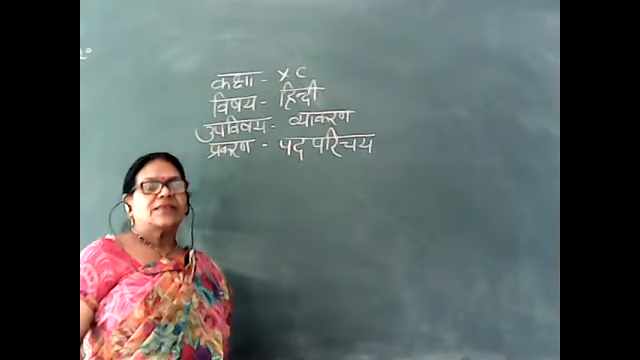 कक्षा - X C
विषय - हिन्दी
उपविषय - व्याकरण
प्रकरण - पद परिचय